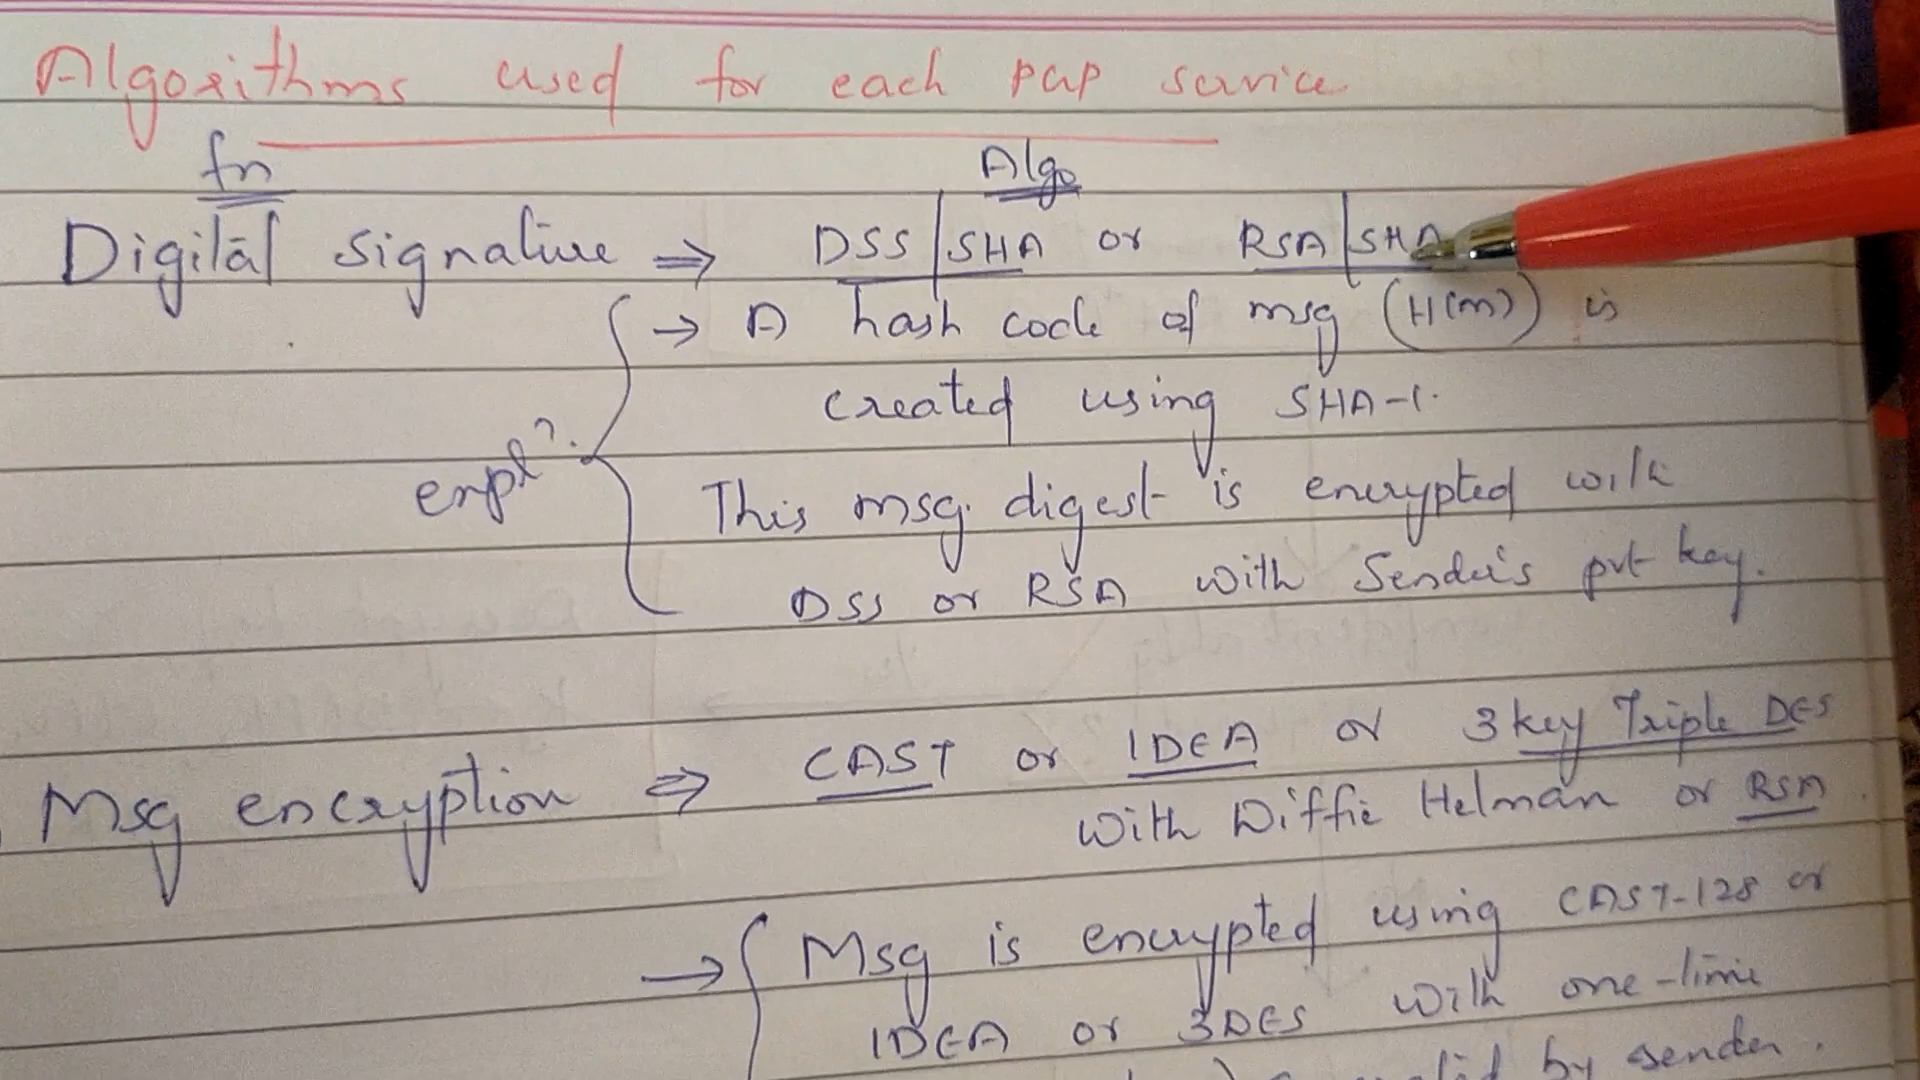 Algorithms used for each pgp service
fn Algo
Digital signature ⇒ DSS|SHA or RSA|SHA
→ A hash code of msg (H(m)) is
created using SHA-1.
expl?.
This msg. digest is encrypted with
DSS or RSA with Sender's pvt key.
Msg encryption ⇒ CAST or IDEA or 3 key Triple DES
with Diffie Helman or RSA.
→ Msg is encrypted using CAST-128 or
IDEA or 3DES with one-time
by sender.